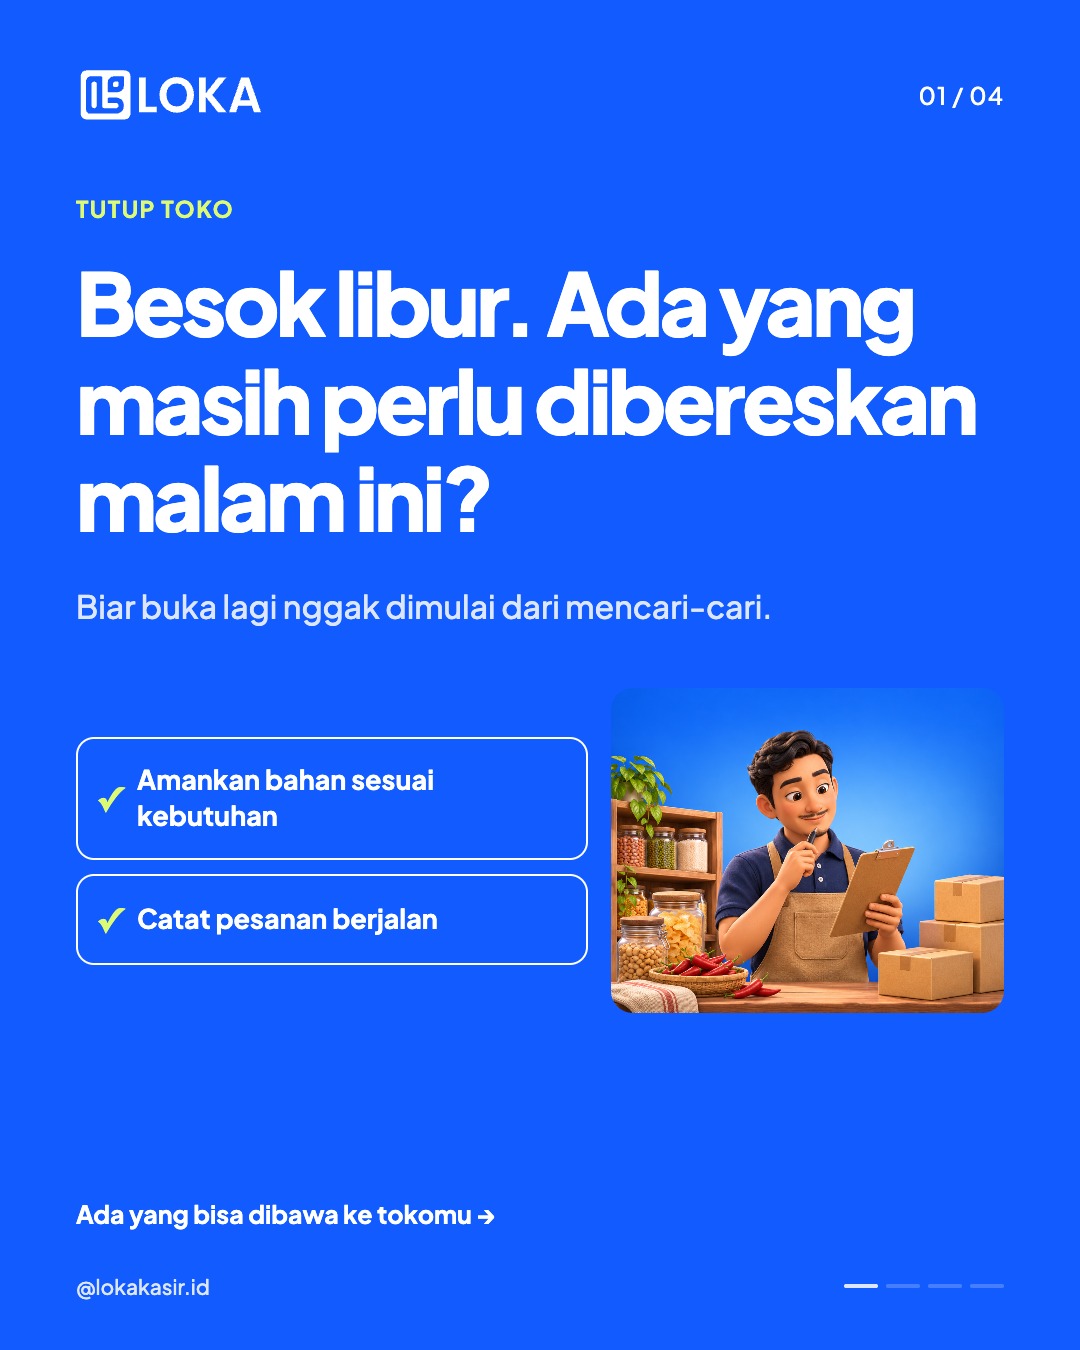 LOKA
01 / 04
TUTUP TOKO
Besok libur. Ada yang
masih perlu dibereskan
malam ini?
Biar buka lagi nggak dimulai dari mencari-cari.
Amankan bahan sesuai
kebutuhan
Catat pesanan berjalan
Ada yang bisa dibawa ke tokomu →
@lokakasir.id